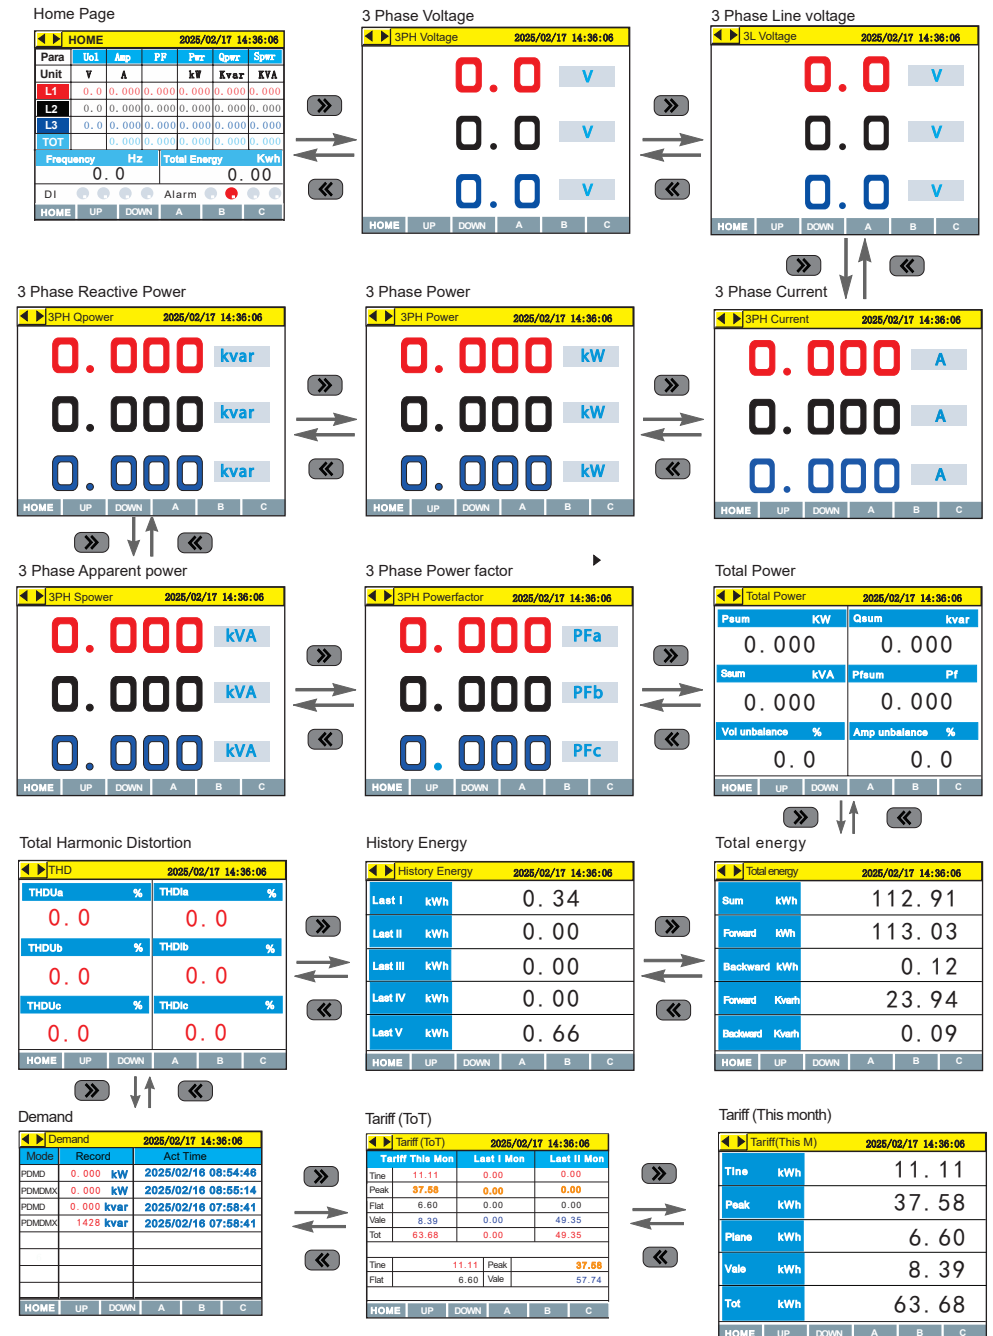 Home Page
HOME 2025/02/17 14:36:06
Para Uol Amp PF Pwr Qpwr Spwr
Unit V A kW Kvar KVA
L1 0.0 0.000 0.000 0.000 0.000 0.000
L2 0.0 0.000 0.000 0.000 0.000 0.000
L3 0.0 0.000 0.000 0.000 0.000 0.000
TOT 0.000 0.000 0.000 0.000 0.000
Frequency Hz Total Energy Kwh
0.0 0.00
DI Alarm
HOME UP DOWN A B C
3 Phase Voltage
3PH Voltage 2025/02/17 14:36:06
0.0 V
0.0 V
0.0 V
HOME UP DOWN A B C
3 Phase Line voltage
3L Voltage 2025/02/17 14:36:06
0.0 V
0.0 V
0.0 V
HOME UP DOWN A B C
3 Phase Reactive Power
3PH Qpower 2025/02/17 14:36:06
0.000 kvar
0.000 kvar
0.000 kvar
HOME UP DOWN A B C
3 Phase Power
3PH Power 2025/02/17 14:36:06
0.000 kW
0.000 kW
0.000 kW
HOME UP DOWN A B C
3 Phase Current
3PH Current 2025/02/17 14:36:06
0.000 A
0.000 A
0.000 A
HOME UP DOWN A B C
3 Phase Apparent power
3PH Spower 2025/02/17 14:36:06
0.000 kVA
0.000 kVA
0.000 kVA
HOME UP DOWN A B C
3 Phase Power factor
3PH Powerfactor 2025/02/17 14:36:06
0.000 PFa
0.000 PFb
0.000 PFc
HOME UP DOWN A B C
Total Power
Total Power 2025/02/17 14:36:06
Psum KW Qsum kvar
0.000 0.000
Ssum kVA Pfsum Pf
0.000 0.000
Vol unbalance % Amp unbalance %
0.0 0.0
HOME UP DOWN A B C
Total Harmonic Distortion
THD 2025/02/17 14:36:06
THDUa % THDIa %
0.0 0.0
THDUb % THDIb %
0.0 0.0
THDUc % THDIc %
0.0 0.0
HOME UP DOWN A B C
History Energy
History Energy 2025/02/17 14:36:06
Last I kWh 0.34
Last II kWh 0.00
Last III kWh 0.00
Last IV kWh 0.00
Last V kWh 0.66
HOME UP DOWN A B C
Total energy
Total energy 2025/02/17 14:36:06
Sum kWh 112.91
Forward kWh 113.03
Backward kWh 0.12
Forward Kvarh 23.94
Backward Kvarh 0.09
HOME UP DOWN A B C
Demand
Demand 2025/02/17 14:36:06
Mode Record Act Time
PDMD 0.000 kW 2025/02/16 08:54:46
PDMDMX 0.000 kW 2025/02/16 08:55:14
PDMD 0.000 kvar 2025/02/16 07:58:41
PDMDMX 1428 kvar 2025/02/16 07:58:41
HOME UP DOWN A B C
Tariff (ToT)
Tariff (ToT) 2025/02/17 14:36:06
Tariff This Mon Last I Mon Last II Mon
Tine 11.11 0.00 0.00
Peak 37.58 0.00 0.00
Flat 6.60 0.00 0.00
Vale 8.39 0.00 49.35
Tot 63.68 0.00 49.35
Tine 11.11 Peak 37.58
Flat 6.60 Vale 57.74
HOME UP DOWN A B C
Tariff (This month)
Tariff(This M) 2025/02/17 14:36:06
Tine kWh 11.11
Peak kWh 37.58
Plane kWh 6.60
Vale kWh 8.39
Tot kWh 63.68
HOME UP DOWN A B C